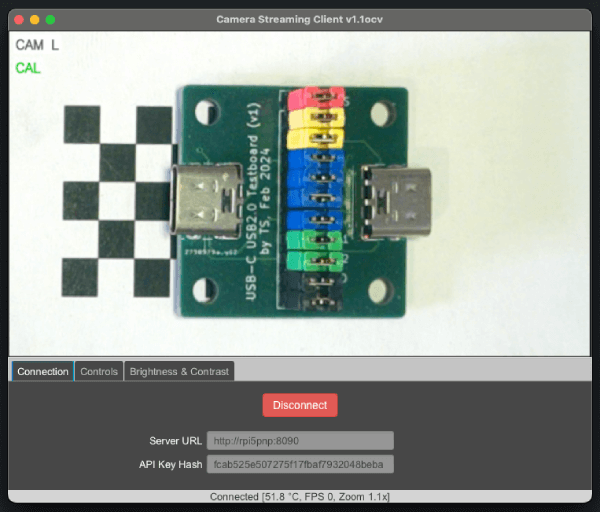 Camera Streaming Client v1.1ocv
CAM L
CAL
USB-C USB2.0 Testboard (v1)
by TS, Feb 2024
Connection
Controls
Brightness & Contrast
Disconnect
Server URL
http://rpi5pnp:8090
API Key Hash
fcab525e507275f17fbaf7932048beba
Connected [51.8 °C, FPS 0, Zoom 1.1x]